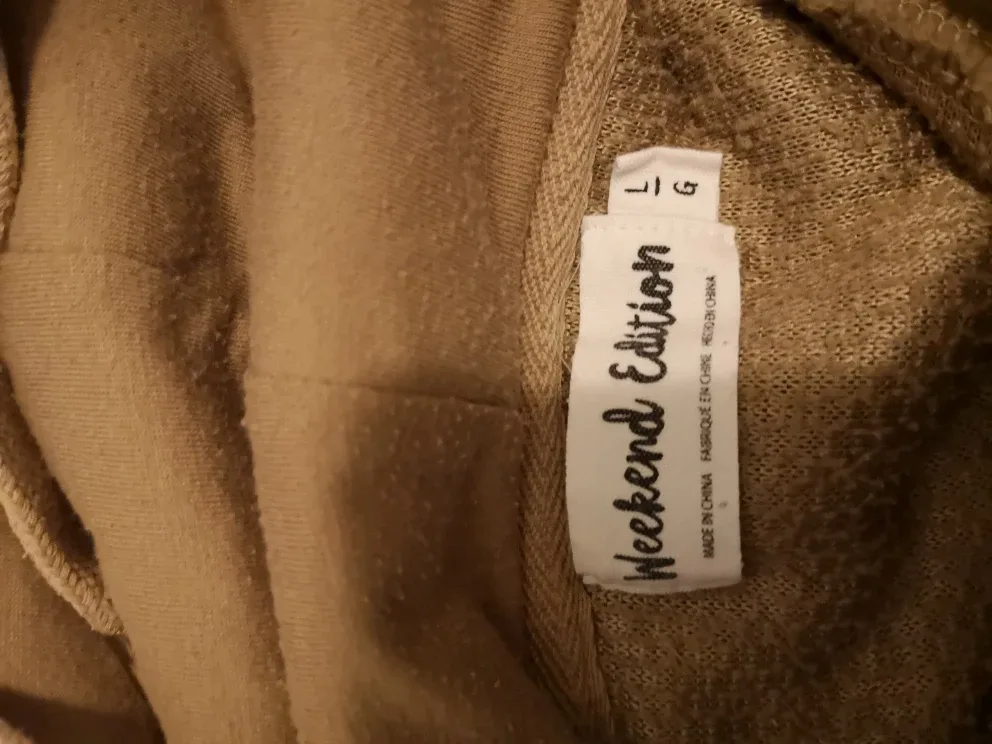 L
G
Weekend Edition
MADE IN CHINA FABRIQUÉ EN CHINE HECHO EN CHINA